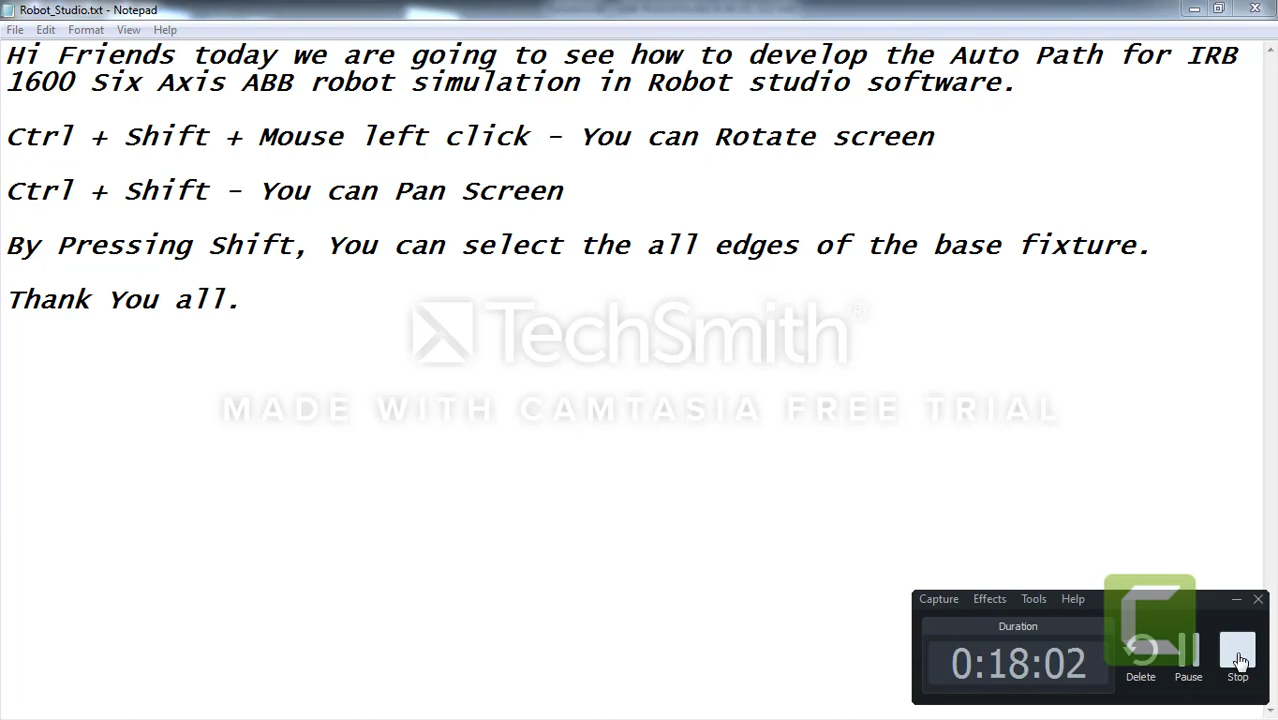 Robot_Studio.txt - Notepad
File Edit Format View Help
Hi Friends today we are going to see how to develop the Auto Path for IRB
1600 Six Axis ABB robot simulation in Robot studio software.
Ctrl + Shift + Mouse left click - You can Rotate screen
Ctrl + Shift - You can Pan Screen
By Pressing Shift, You can select the all edges of the base fixture.
Thank You all.
TechSmith®
MADE WITH CAMTASIA FREE TRIAL
Capture Effects Tools Help
Duration
0:18:02
Delete Pause Stop